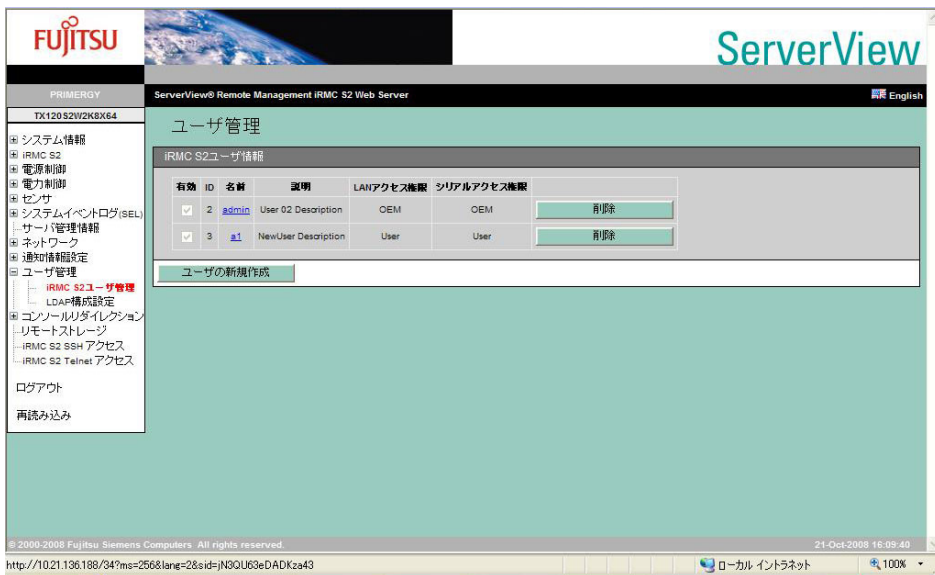 FUJITSU
ServerView
PRIMERGY
ServerView® Remote Management iRMC S2 Web Server
English
TX120S2W2K8X64
システム情報
iRMC S2
電源制御
電力制御
センサ
システムイベントログ(SEL)
サーバ管理情報
ネットワーク
通知情報設定
ユーザ管理
iRMC S2ユーザ管理
LDAP構成設定
コンソールリダイレクション
リモートストレージ
iRMC S2 SSH アクセス
iRMC S2 Telnet アクセス
ログアウト
再読み込み
ユーザ管理
iRMC S2ユーザ情報
有効 ID 名前 説明 LANアクセス権限 シリアルアクセス権限
2 admin User 02 Description OEM OEM 削除
3 a1 NewUser Description User User 削除
ユーザの新規作成
© 2000-2008 Fujitsu Siemens Computers All rights reserved.
21-Oct-2008 16:09:40
http://10.21.136.188/34?ms=256&lang=2&sid=jN3QU63eDADKza43
ローカル イントラネット
100%